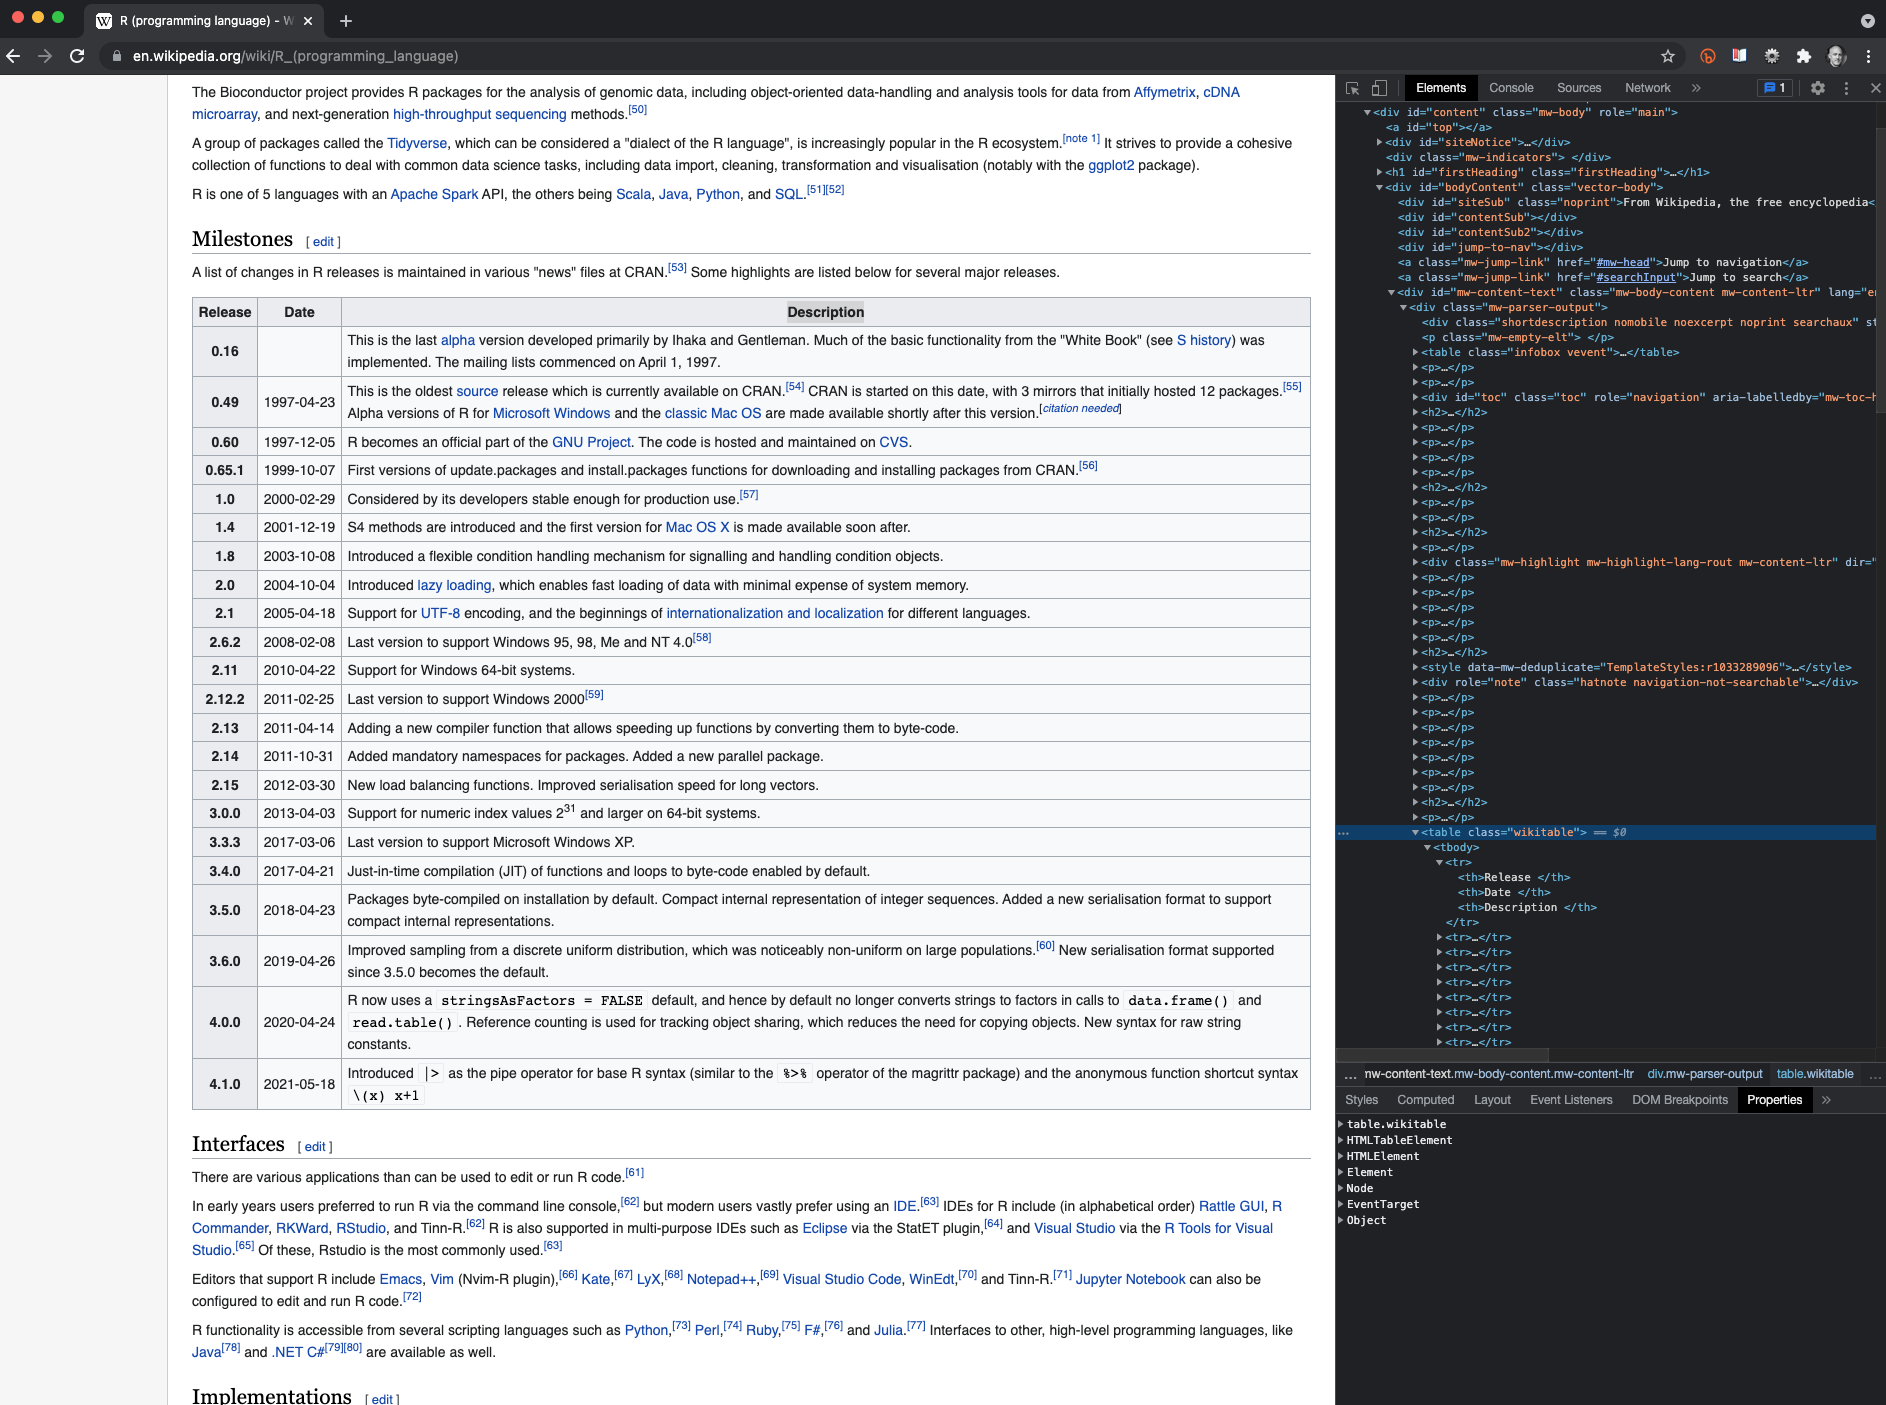 R (programming language) - W
en.wikipedia.org/wiki/R_(programming_language)
The Bioconductor project provides R packages for the analysis of genomic data, including object-oriented data-handling and analysis tools for data from Affymetrix, cDNA
microarray, and next-generation high-throughput sequencing methods.[50]
A group of packages called the Tidyverse, which can be considered a "dialect of the R language", is increasingly popular in the R ecosystem.[note 1] It strives to provide a cohesive
collection of functions to deal with common data science tasks, including data import, cleaning, transformation and visualisation (notably with the ggplot2 package).
R is one of 5 languages with an Apache Spark API, the others being Scala, Java, Python, and SQL.[51][52]
Milestones [ edit ]
A list of changes in R releases is maintained in various "news" files at CRAN.[53] Some highlights are listed below for several major releases.
Release Date Description
0.16 This is the last alpha version developed primarily by Ihaka and Gentleman. Much of the basic functionality from the "White Book" (see S history) was
implemented. The mailing lists commenced on April 1, 1997.
0.49 1997-04-23 This is the oldest source release which is currently available on CRAN.[54] CRAN is started on this date, with 3 mirrors that initially hosted 12 packages.[55]
Alpha versions of R for Microsoft Windows and the classic Mac OS are made available shortly after this version.[citation needed]
0.60 1997-12-05 R becomes an official part of the GNU Project. The code is hosted and maintained on CVS.
0.65.1 1999-10-07 First versions of update.packages and install.packages functions for downloading and installing packages from CRAN.[56]
1.0 2000-02-29 Considered by its developers stable enough for production use.[57]
1.4 2001-12-19 S4 methods are introduced and the first version for Mac OS X is made available soon after.
1.8 2003-10-08 Introduced a flexible condition handling mechanism for signalling and handling condition objects.
2.0 2004-10-04 Introduced lazy loading, which enables fast loading of data with minimal expense of system memory.
2.1 2005-04-18 Support for UTF-8 encoding, and the beginnings of internationalization and localization for different languages.
2.6.2 2008-02-08 Last version to support Windows 95, 98, Me and NT 4.0[58]
2.11 2010-04-22 Support for Windows 64-bit systems.
2.12.2 2011-02-25 Last version to support Windows 2000[59]
2.13 2011-04-14 Adding a new compiler function that allows speeding up functions by converting them to byte-code.
2.14 2011-10-31 Added mandatory namespaces for packages. Added a new parallel package.
2.15 2012-03-30 New load balancing functions. Improved serialisation speed for long vectors.
3.0.0 2013-04-03 Support for numeric index values 2^31 and larger on 64-bit systems.
3.3.3 2017-03-06 Last version to support Microsoft Windows XP.
3.4.0 2017-04-21 Just-in-time compilation (JIT) of functions and loops to byte-code enabled by default.
3.5.0 2018-04-23 Packages byte-compiled on installation by default. Compact internal representation of integer sequences. Added a new serialisation format to support
compact internal representations.
3.6.0 2019-04-26 Improved sampling from a discrete uniform distribution, which was noticeably non-uniform on large populations.[60] New serialisation format supported
since 3.5.0 becomes the default.
4.0.0 2020-04-24 R now uses a stringsAsFactors = FALSE default, and hence by default no longer converts strings to factors in calls to data.frame() and
read.table() . Reference counting is used for tracking object sharing, which reduces the need for copying objects. New syntax for raw string
constants.
4.1.0 2021-05-18 Introduced |> as the pipe operator for base R syntax (similar to the %>% operator of the magrittr package) and the anonymous function shortcut syntax
\(x) x+1
Interfaces [ edit ]
There are various applications than can be used to edit or run R code.[61]
In early years users preferred to run R via the command line console,[62] but modern users vastly prefer using an IDE.[63] IDEs for R include (in alphabetical order) Rattle GUI, R
Commander, RKWard, RStudio, and Tinn-R.[62] R is also supported in multi-purpose IDEs such as Eclipse via the StatET plugin,[64] and Visual Studio via the R Tools for Visual
Studio.[65] Of these, Rstudio is the most commonly used.[63]
Editors that support R include Emacs, Vim (Nvim-R plugin),[66] Kate,[67] LyX,[68] Notepad++,[69] Visual Studio Code, WinEdt,[70] and Tinn-R.[71] Jupyter Notebook can also be
configured to edit and run R code.[72]
R functionality is accessible from several scripting languages such as Python,[73] Perl,[74] Ruby,[75] F#,[76] and Julia.[77] Interfaces to other, high-level programming languages, like
Java[78] and .NET C#[79][80] are available as well.
Implementations [ edit ]
Elements Console Sources Network » 1
<div id="content" class="mw-body" role="main">
<a id="top"></a>
<div id="siteNotice">…</div>
<div class="mw-indicators"> </div>
<h1 id="firstHeading" class="firstHeading">…</h1>
<div id="bodyContent" class="vector-body">
<div id="siteSub" class="noprint">From Wikipedia, the free encyclopedia<
<div id="contentSub"></div>
<div id="contentSub2"></div>
<div id="jump-to-nav"></div>
<a class="mw-jump-link" href="#mw-head">Jump to navigation</a>
<a class="mw-jump-link" href="#searchInput">Jump to search</a>
<div id="mw-content-text" class="mw-body-content mw-content-ltr" lang="en
<div class="mw-parser-output">
<div class="shortdescription nomobile noexcerpt noprint searchaux" st
<p class="mw-empty-elt"> </p>
<table class="infobox vevent">…</table>
<p>…</p>
<p>…</p>
<div id="toc" class="toc" role="navigation" aria-labelledby="mw-toc-h
<h2>…</h2>
<p>…</p>
<p>…</p>
<p>…</p>
<p>…</p>
<h2>…</h2>
<p>…</p>
<p>…</p>
<h2>…</h2>
<p>…</p>
<div class="mw-highlight mw-highlight-lang-rout mw-content-ltr" dir="
<p>…</p>
<p>…</p>
<p>…</p>
<p>…</p>
<p>…</p>
<h2>…</h2>
<style data-mw-deduplicate="TemplateStyles:r1033289096">…</style>
<div role="note" class="hatnote navigation-not-searchable">…</div>
<p>…</p>
<p>…</p>
<p>…</p>
<p>…</p>
<p>…</p>
<p>…</p>
<p>…</p>
<h2>…</h2>
<p>…</p>
<table class="wikitable"> == $0
<tbody>
<tr>
<th>Release </th>
<th>Date </th>
<th>Description </th>
</tr>
<tr>…</tr>
<tr>…</tr>
<tr>…</tr>
<tr>…</tr>
<tr>…</tr>
<tr>…</tr>
<tr>…</tr>
<tr>…</tr>
… mw-content-text.mw-body-content.mw-content-ltr div.mw-parser-output table.wikitable …
Styles Computed Layout Event Listeners DOM Breakpoints Properties »
table.wikitable
HTMLTableElement
HTMLElement
Element
Node
EventTarget
Object